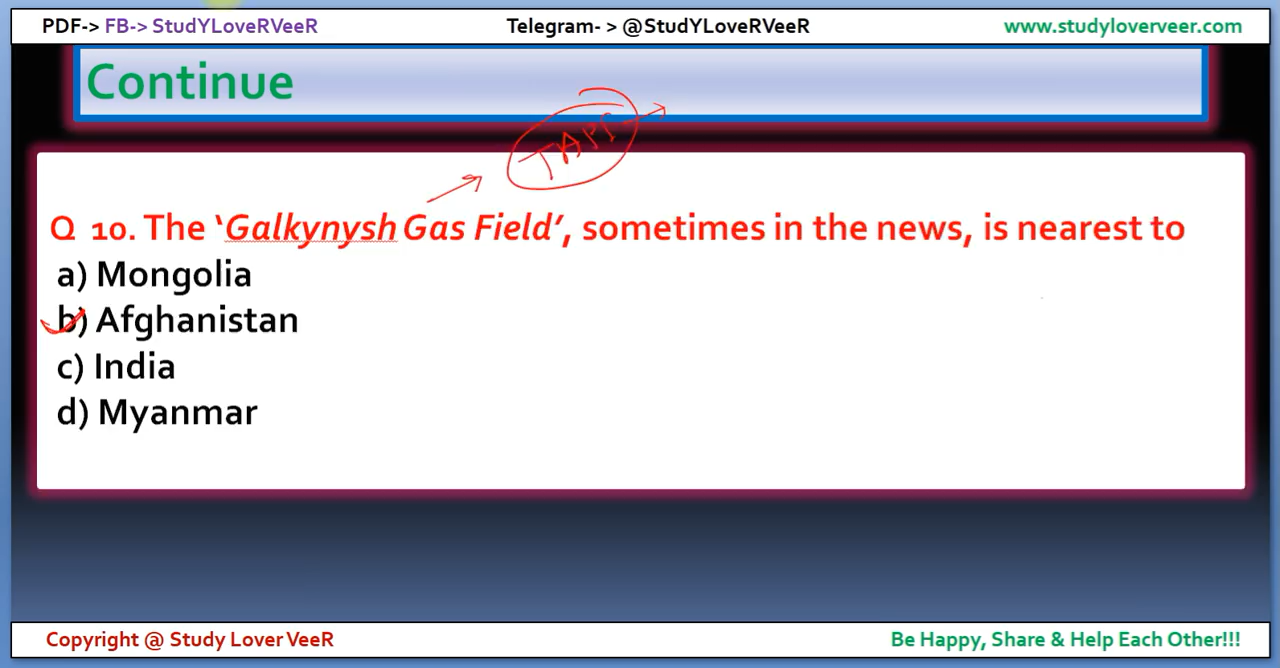 PDF-> FB-> StudYLoveRVeeR Telegram- > @StudYLoveRVeeR www.studyloverveer.com
Continue
TAPI
Q 10. The ‘Galkynysh Gas Field’, sometimes in the news, is nearest to
a) Mongolia
b) Afghanistan
c) India
d) Myanmar
Copyright @ Study Lover VeeR Be Happy, Share & Help Each Other!!!